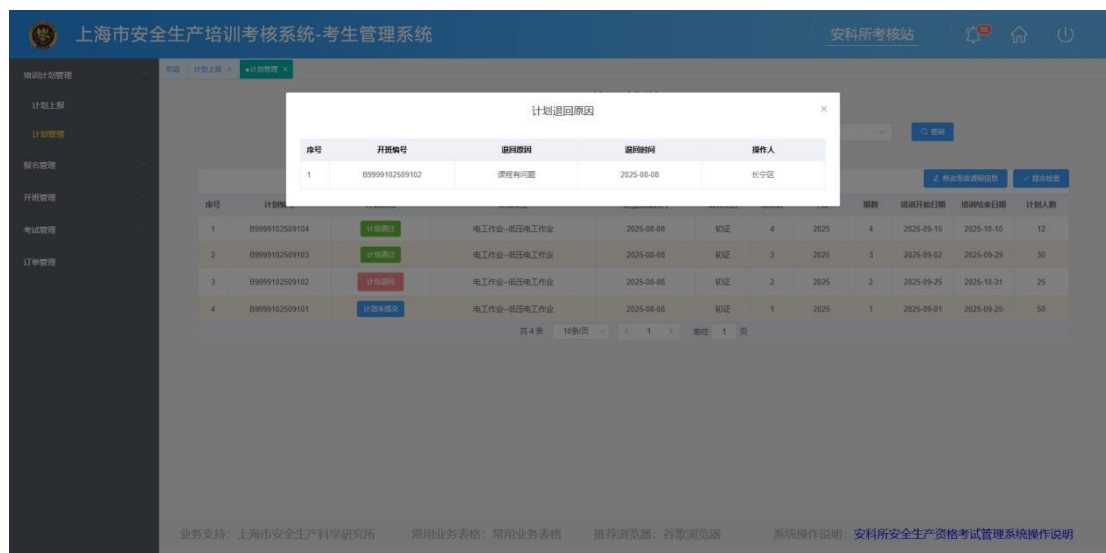 上海市安全生产培训考核系统-考生管理系统 安科所考核站 55
培训计划管理
计划上报
计划管理
报名管理
开班管理
考试管理
订单管理
计划上报 × ●计划管理 ×
计划退回原因 ×
查询
序号 开班编号 退回原因 退回时间 操作人
1 B9999102509102 课程有问题 2025-08-08 长宁区
序号 期数 培训开始日期 培训结束日期 计划人数
1 B9999102509104 计划通过 电工作业--低压电工作业 2025-08-08 初证 4 2025 4 2025-09-15 2025-10-10 12
2 B9999102509103 计划通过 电工作业--低压电工作业 2025-08-08 初证 3 2025 3 2025-09-02 2025-09-29 30
3 B9999102509102 计划退回 电工作业--低压电工作业 2025-08-08 初证 2 2025 2 2025-09-25 2025-10-31 25
4 B9999102509101 计划未提交 电工作业--低压电工作业 2025-08-08 初证 1 2025 1 2025-09-01 2025-09-25 50
共 4 条 10条/页 < 1 > 前往 1 页
业务支持：上海市安全生产科学研究所 常用业务表格：常用业务表格 推荐浏览器：谷歌浏览器 系统操作说明：安科所安全生产资格考试管理系统操作说明